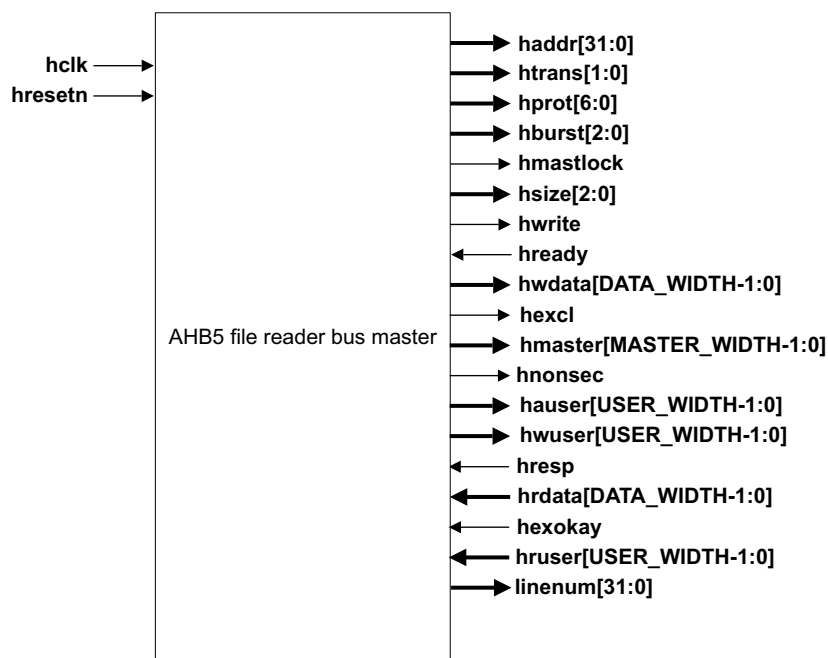 hclk
hresetn
AHB5 file reader bus master
haddr[31:0]
htrans[1:0]
hprot[6:0]
hburst[2:0]
hmastlock
hsize[2:0]
hwrite
hready
hwdata[DATA_WIDTH-1:0]
hexcl
hmaster[MASTER_WIDTH-1:0]
hnonsec
hauser[USER_WIDTH-1:0]
hwuser[USER_WIDTH-1:0]
hresp
hrdata[DATA_WIDTH-1:0]
hexokay
hruser[USER_WIDTH-1:0]
linenum[31:0]